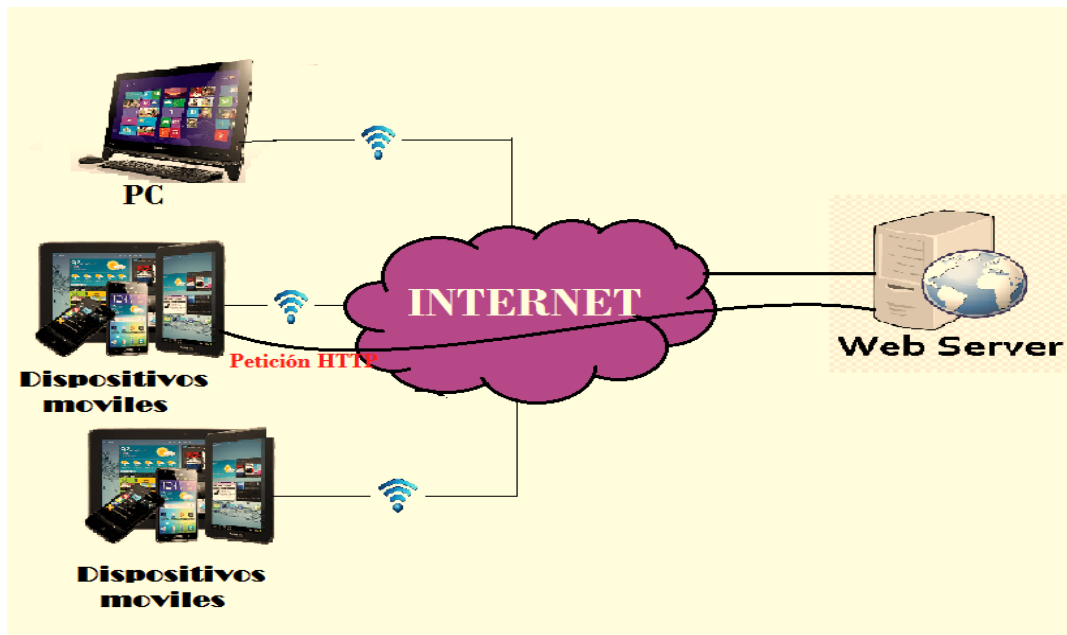 PC
INTERNET
Petición HTTP
Web Server
Dispositivos
moviles
Dispositivos
moviles